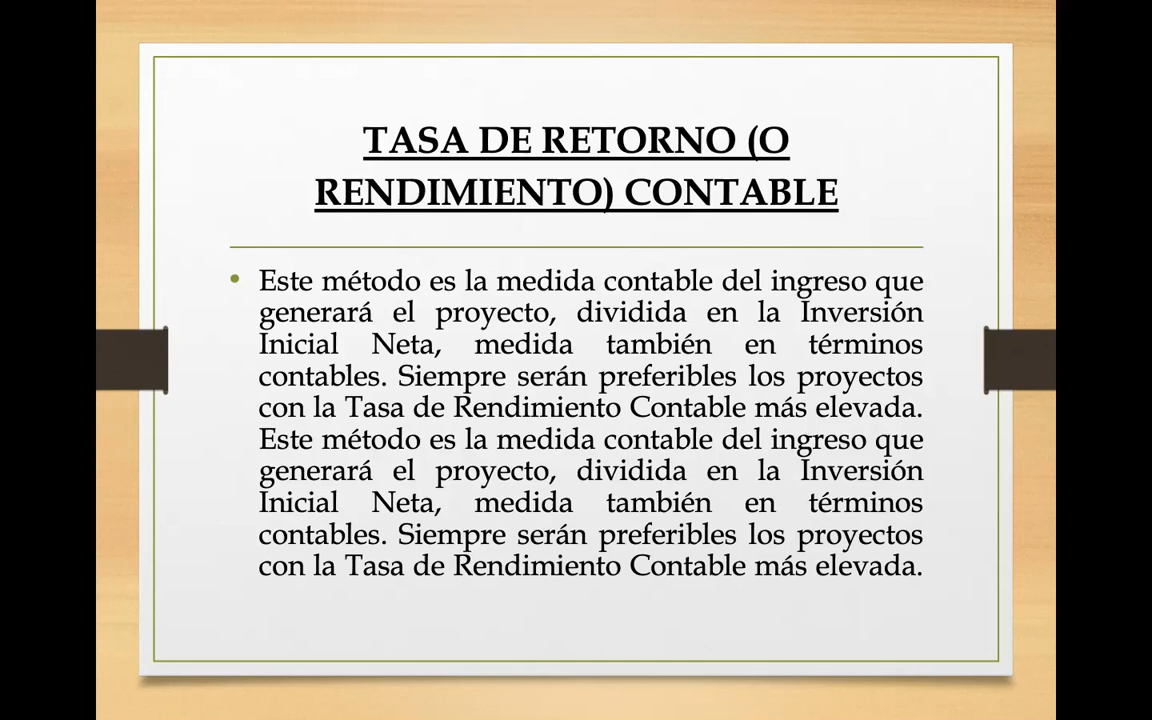 TASA DE RETORNO (O
RENDIMIENTO) CONTABLE
• Este método es la medida contable del ingreso que
generará el proyecto, dividida en la Inversión
Inicial Neta, medida también en términos
contables. Siempre serán preferibles los proyectos
con la Tasa de Rendimiento Contable más elevada.
Este método es la medida contable del ingreso que
generará el proyecto, dividida en la Inversión
Inicial Neta, medida también en términos
contables. Siempre serán preferibles los proyectos
con la Tasa de Rendimiento Contable más elevada.